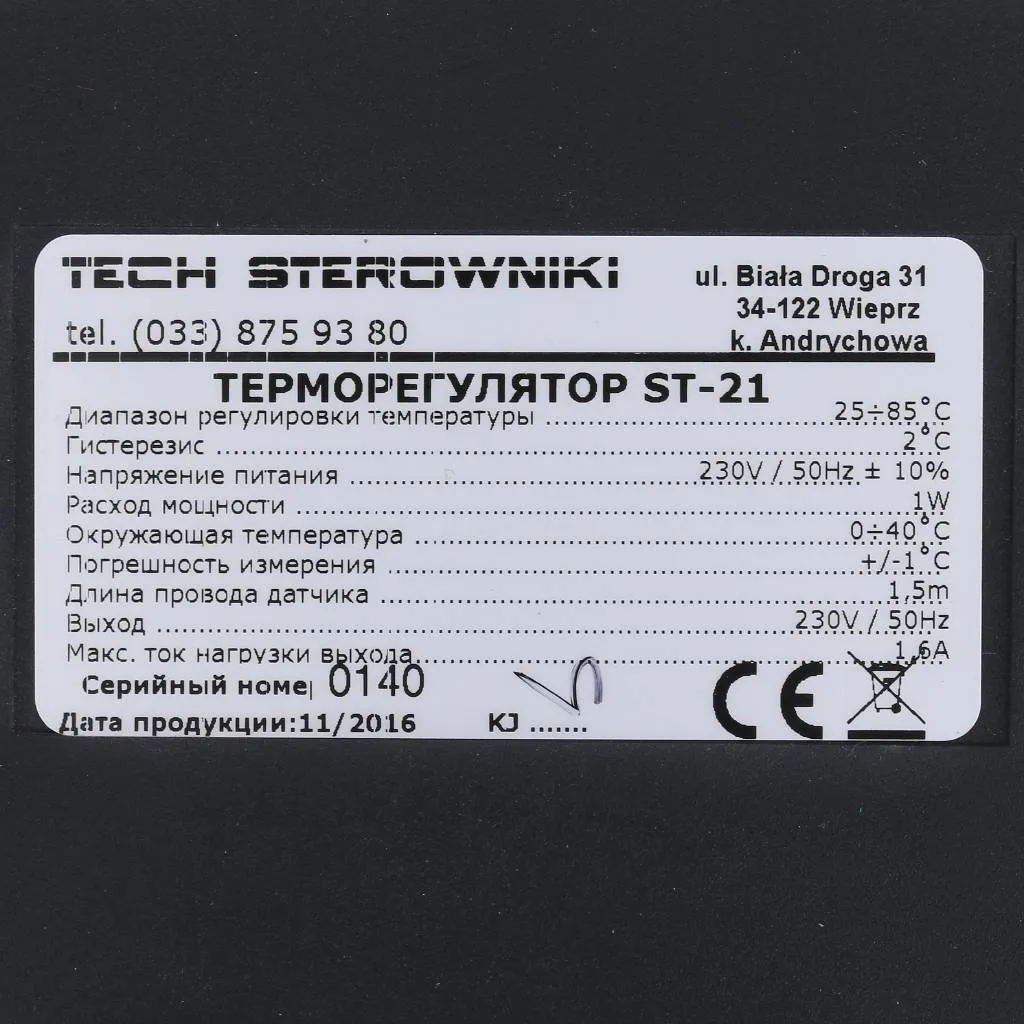 TECH STEROWNIKI
tel. (033) 875 93 80
ul. Biała Droga 31
34-122 Wieprz
k. Andrychowa
ТЕРМОРЕГУЛЯТОР ST-21
Диапазон регулировки температуры ........ 25÷85°C
Гистерезис ........ 2°C
Напряжение питания ........ 230V / 50Hz ± 10%
Расход мощности ........ 1W
Окружающая температура ........ 0÷40°C
Погрешность измерения ........ +/-1°C
Длина провода датчика ........ 1,5m
Выход ........ 230V / 50Hz
Макс. ток нагрузки выхода ........ 1,6A
Серийный номер 0140
Дата продукции:11/2016 KJ .......
CE